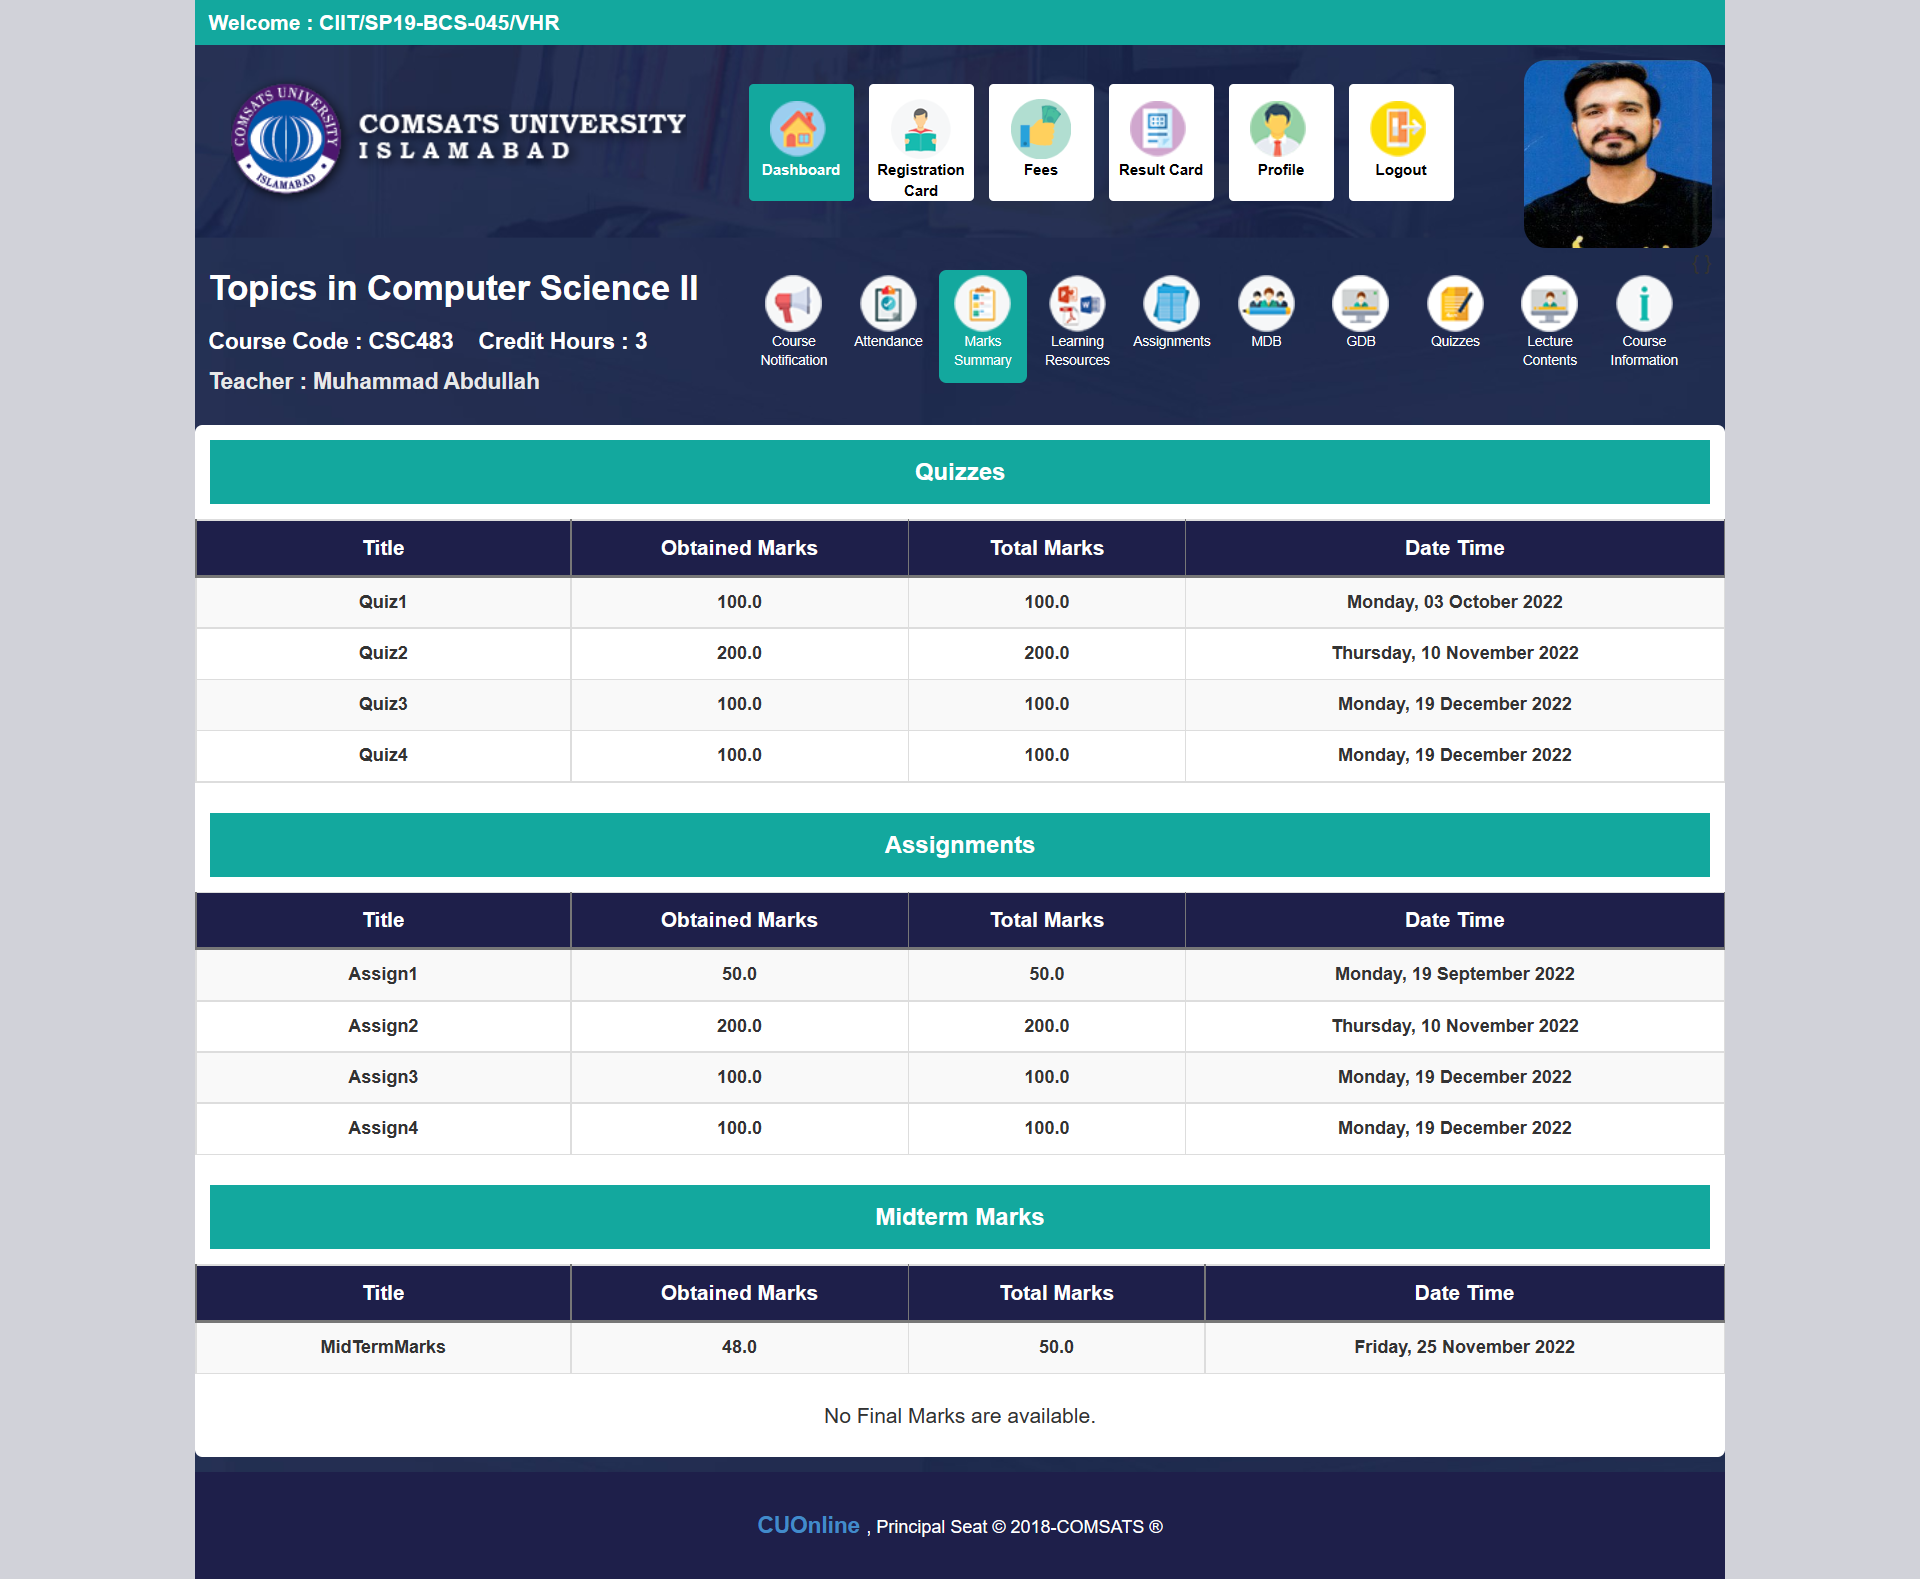 Welcome : CIIT/SP19-BCS-045/VHR
COMSATS UNIVERSITY
ISLAMABAD
COMSATS UNIVERSITY
ISLAMABAD
Dashboard
Registration
Card
Fees
Result Card
Profile
Logout
( )
Topics in Computer Science II
Course Code : CSC483 Credit Hours : 3
Teacher : Muhammad Abdullah
Course
Notification
Attendance
Marks
Summary
Learning
Resources
Assignments
MDB
GDB
Quizzes
Lecture
Contents
Course
Information
Quizzes
Title Obtained Marks Total Marks Date Time
Quiz1 100.0 100.0 Monday, 03 October 2022
Quiz2 200.0 200.0 Thursday, 10 November 2022
Quiz3 100.0 100.0 Monday, 19 December 2022
Quiz4 100.0 100.0 Monday, 19 December 2022
Assignments
Title Obtained Marks Total Marks Date Time
Assign1 50.0 50.0 Monday, 19 September 2022
Assign2 200.0 200.0 Thursday, 10 November 2022
Assign3 100.0 100.0 Monday, 19 December 2022
Assign4 100.0 100.0 Monday, 19 December 2022
Midterm Marks
Title Obtained Marks Total Marks Date Time
MidTermMarks 48.0 50.0 Friday, 25 November 2022
No Final Marks are available.
CUOnline , Principal Seat © 2018-COMSATS ®